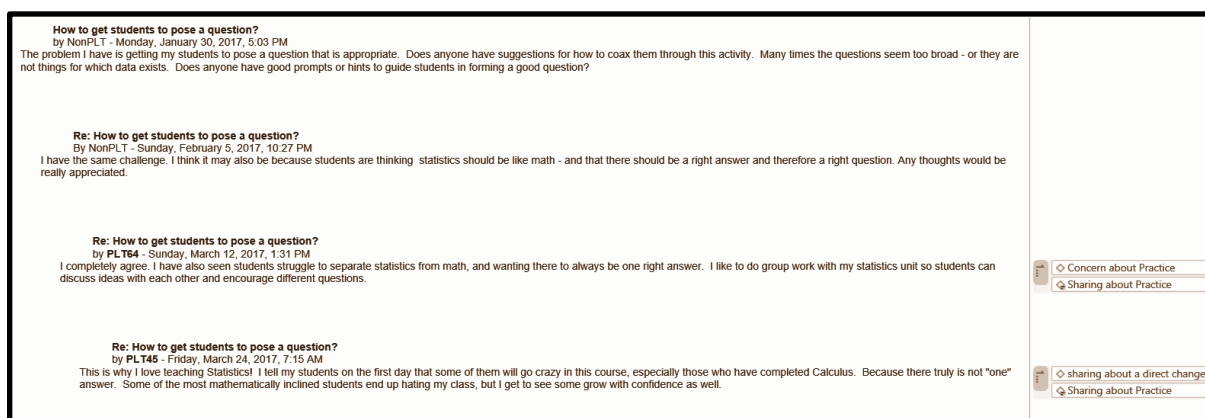 How to get students to pose a question?
by NonPLT - Monday, January 30, 2017, 5:03 PM
The problem I have is getting my students to pose a question that is appropriate. Does anyone have suggestions for how to coax them through this activity. Many times the questions seem too broad - or they are
not things for which data exists. Does anyone have good prompts or hints to guide students in forming a good question?
Re: How to get students to pose a question?
By NonPLT - Sunday, February 5, 2017, 10:27 PM
I have the same challenge. I think it may also be because students are thinking statistics should be like math - and that there should be a right answer and therefore a right question. Any thoughts would be
really appreciated.
Re: How to get students to pose a question?
by PLT64 - Sunday, March 12, 2017, 1:31 PM
I completely agree. I have also seen students struggle to separate statistics from math, and wanting there to always be one right answer. I like to do group work with my statistics unit so students can
discuss ideas with each other and encourage different questions.
Concern about Practice
Sharing about Practice
Re: How to get students to pose a question?
by PLT45 - Friday, March 24, 2017, 7:15 AM
This is why I love teaching Statistics! I tell my students on the first day that some of them will go crazy in this course, especially those who have completed Calculus. Because there truly is not "one"
answer. Some of the most mathematically inclined students end up hating my class, but I get to see some grow with confidence as well.
sharing about a direct change
Sharing about Practice